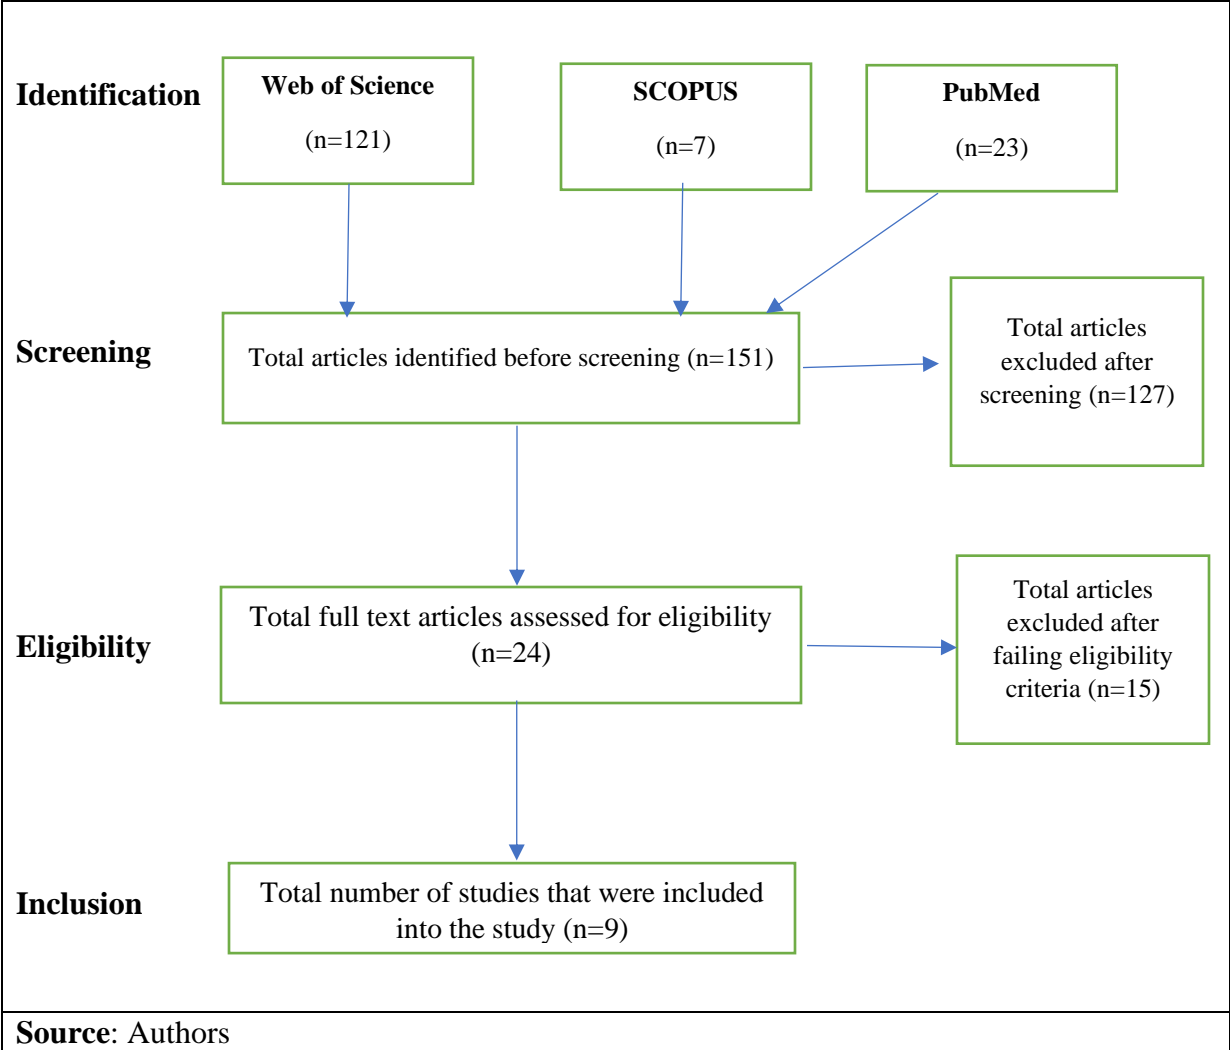 Identification
Web of Science
(n=121)
SCOPUS
(n=7)
PubMed
(n=23)
Screening
Total articles identified before screening (n=151)
Total articles
excluded after
screening (n=127)
Eligibility
Total full text articles assessed for eligibility
(n=24)
Total articles
excluded after
failing eligibility
criteria (n=15)
Inclusion
Total number of studies that were included
into the study (n=9)
Source: Authors